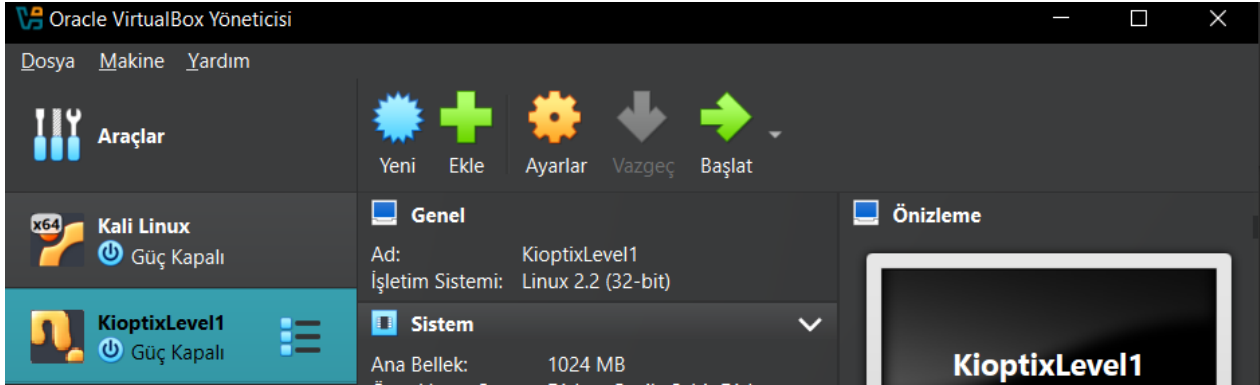 Oracle VirtualBox Yöneticisi
Dosya Makine Yardım
Araçlar
Yeni Ekle Ayarlar Vazgeç Başlat
x64
Kali Linux
Güç Kapalı
KioptixLevel1
Güç Kapalı
Genel
Ad: KioptixLevel1
İşletim Sistemi: Linux 2.2 (32-bit)
Sistem
Ana Bellek: 1024 MB
Önizleme
KioptixLevel1